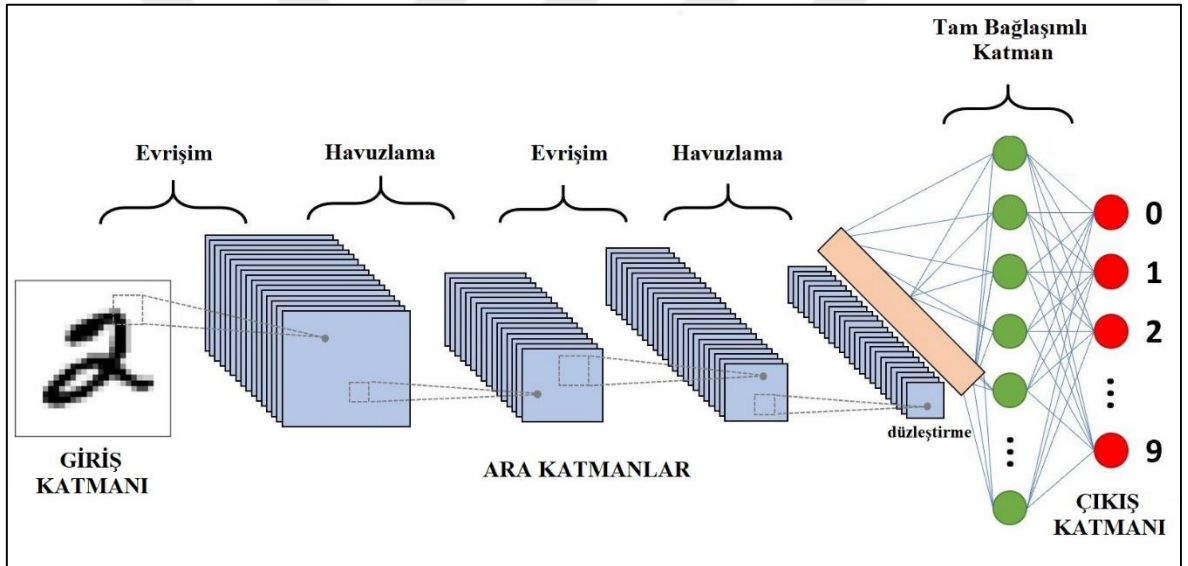 Tam Bağlaşımlı
Katman
Evrişim
Havuzlama
Evrişim
Havuzlama
0
1
2
...
9
düzleştirme
...
GİRİŞ
KATMANI
ARA KATMANLAR
ÇIKIŞ
KATMANI